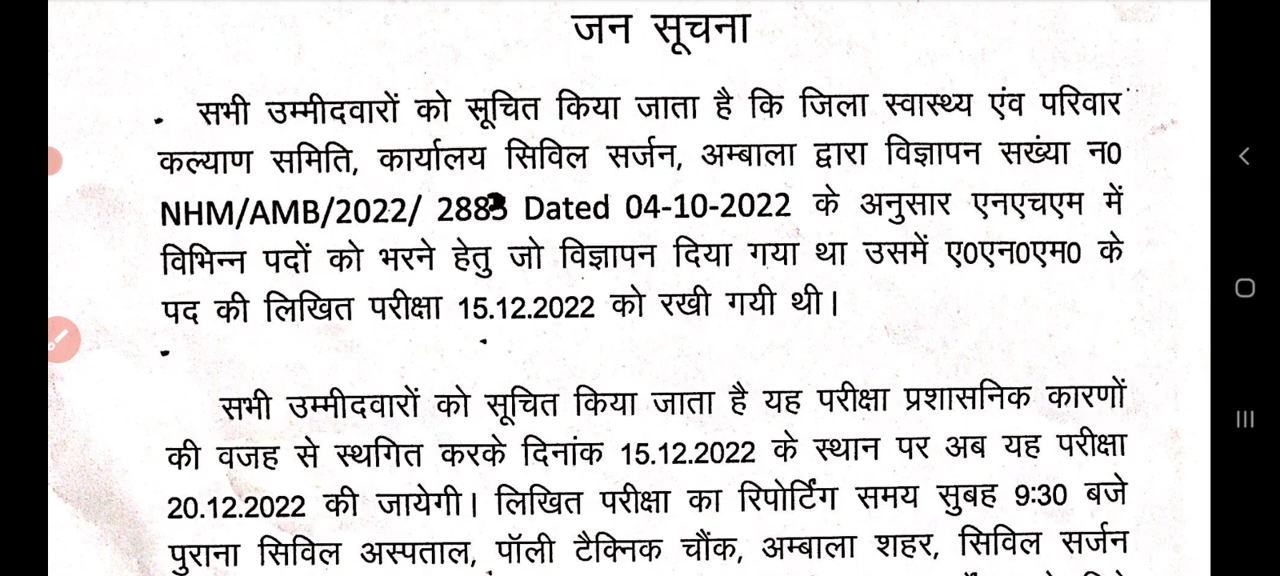 जन सूचना
सभी उम्मीदवारों को सूचित किया जाता है कि जिला स्वास्थ्य एंव परिवार
कल्याण समिति, कार्यालय सिविल सर्जन, अम्बाला द्वारा विज्ञापन सख्ंया न0
NHM/AMB/2022/ 2883 Dated 04-10-2022 के अनुसार एनएचएम में
विभिन्न पदों को भरने हेतु जो विज्ञापन दिया गया था उसमें ए0एन0एम0 के
पद की लिखित परीक्षा 15.12.2022 को रखी गयी थी।
सभी उम्मीदवारों को सूचित किया जाता है यह परीक्षा प्रशासनिक कारणों
की वजह से स्थगित करके दिनांक 15.12.2022 के स्थान पर अब यह परीक्षा
20.12.2022 की जायेगी। लिखित परीक्षा का रिपोर्टिंग समय सुबह 9:30 बजे
पुराना सिविल अस्पताल, पॉली टैक्निक चौंक, अम्बाला शहर, सिविल सर्जन